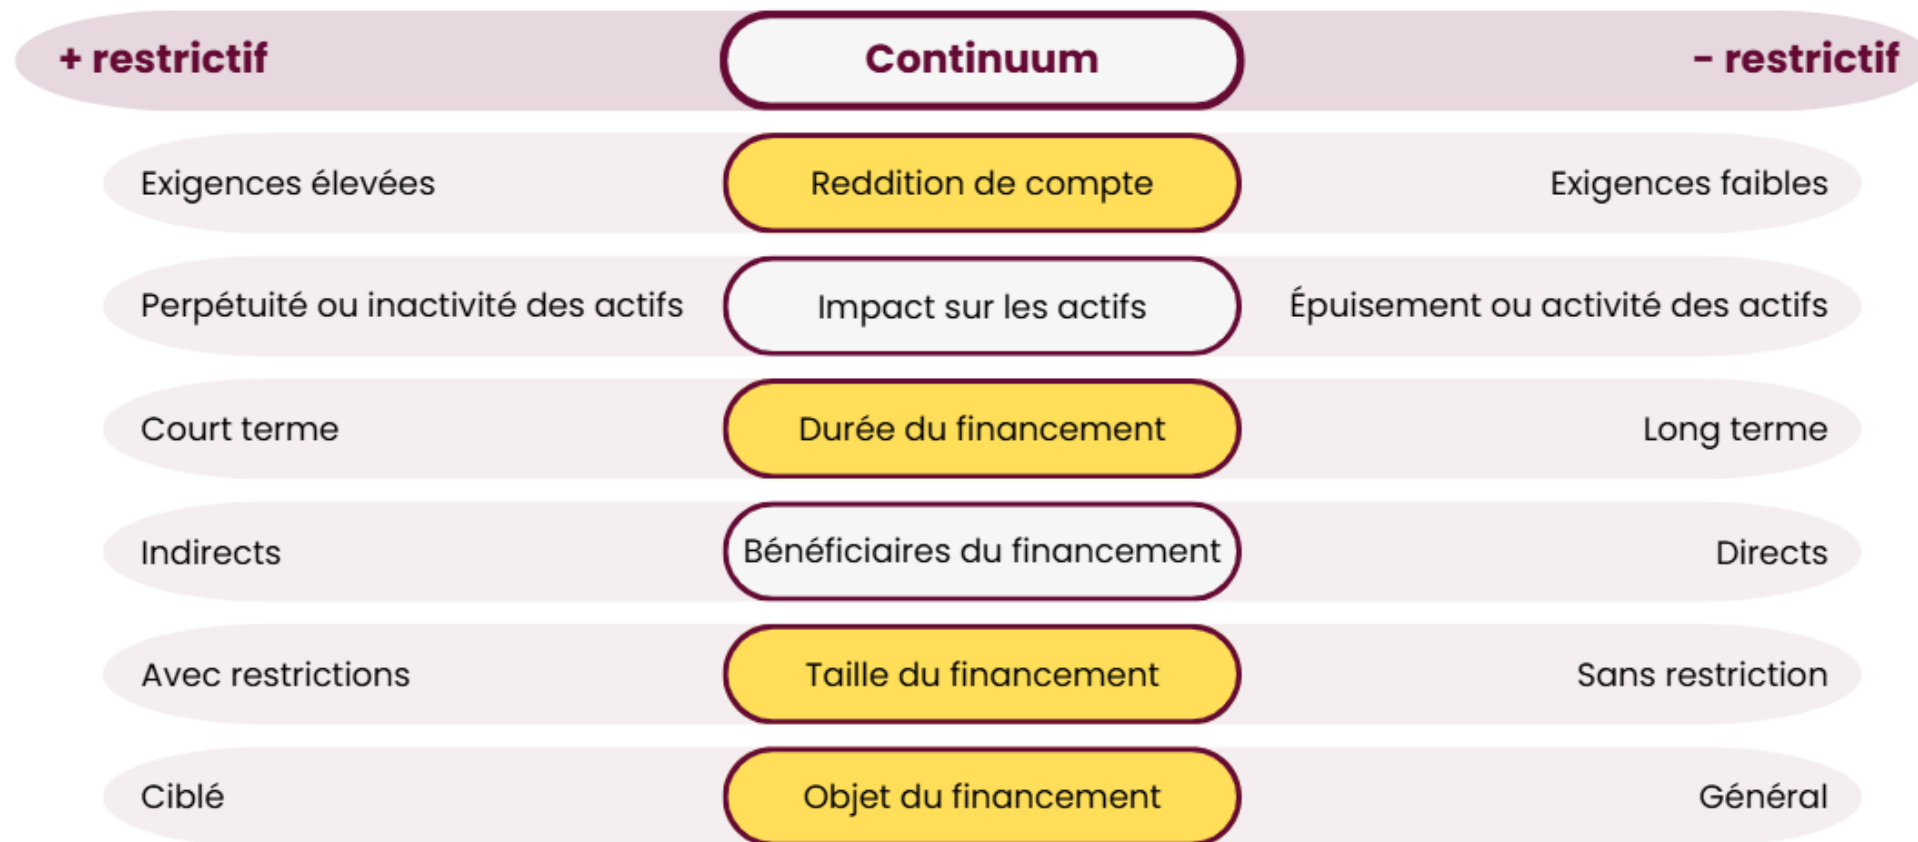 + restrictif Continuum - restrictif
Exigences élevées Reddition de compte Exigences faibles
Perpétuité ou inactivité des actifs Impact sur les actifs Épuisement ou activité des actifs
Court terme Durée du financement Long terme
Indirects Bénéficiaires du financement Directs
Avec restrictions Taille du financement Sans restriction
Ciblé Objet du financement Général